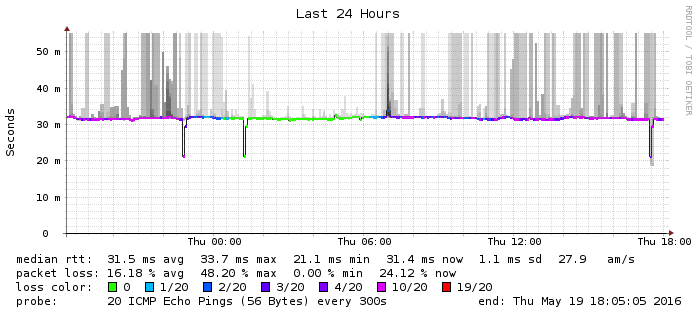 Last 24 Hours
RRDTOOL / TOBI OETIKER
Seconds
50 m
40 m
30 m
20 m
10 m
0
Thu 00:00 Thu 06:00 Thu 12:00 Thu 18:00
median rtt: 31.5 ms avg 33.7 ms max 21.1 ms min 31.4 ms now 1.1 ms sd 27.9 am/s
packet loss: 16.18 % avg 48.20 % max 0.00 % min 24.12 % now
loss color: 0 1/20 2/20 3/20 4/20 10/20 19/20
probe: 20 ICMP Echo Pings (56 Bytes) every 300s end: Thu May 19 18:05:05 2016